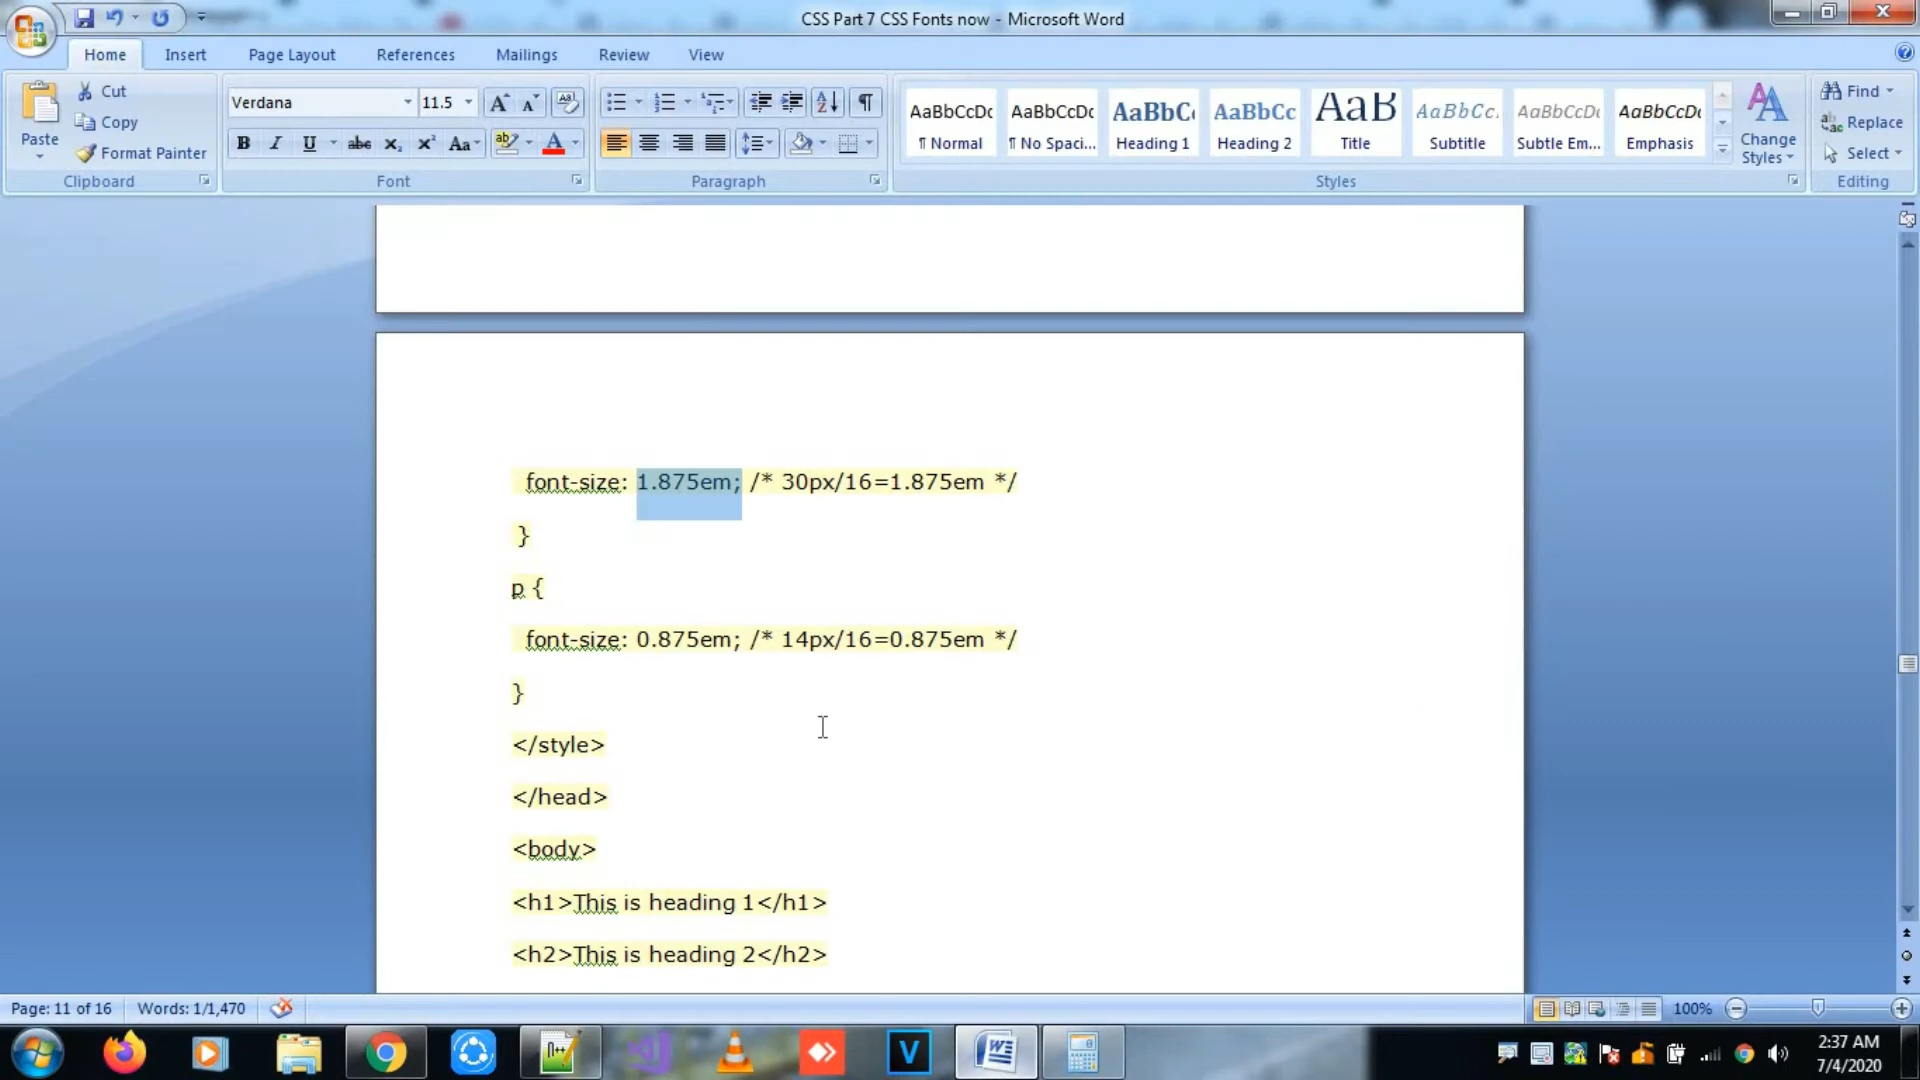 CSS Part 7 CSS Fonts now - Microsoft Word
Home Insert Page Layout References Mailings Review View
Paste
Cut
Copy
Format Painter
Clipboard
Verdana 11.5
Font
Paragraph
AaBbCcDc AaBbCcDc AaBbC AaBbCc AaB AaBbCc. AaBbCcDc AaBbCcDc
¶ Normal ¶ No Spaci... Heading 1 Heading 2 Title Subtitle Subtle Em... Emphasis
Change
Styles
Styles
Find
Replace
Select
Editing
font-size: 1.875em; /* 30px/16=1.875em */
}
p {
font-size: 0.875em; /* 14px/16=0.875em */
}
</style>
</head>
<body>
<h1>This is heading 1</h1>
<h2>This is heading 2</h2>
Page: 11 of 16 Words: 1/1,470 100%
2:37 AM
7/4/2020